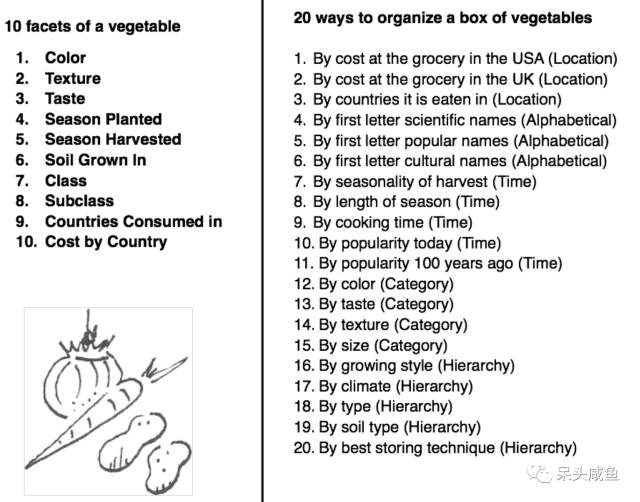 10 facets of a vegetable
1. Color
2. Texture
3. Taste
4. Season Planted
5. Season Harvested
6. Soil Grown In
7. Class
8. Subclass
9. Countries Consumed in
10. Cost by Country
20 ways to organize a box of vegetables
1. By cost at the grocery in the USA (Location)
2. By cost at the grocery in the UK (Location)
3. By countries it is eaten in (Location)
4. By first letter scientific names (Alphabetical)
5. By first letter popular names (Alphabetical)
6. By first letter cultural names (Alphabetical)
7. By seasonality of harvest (Time)
8. By length of season (Time)
9. By cooking time (Time)
10. By popularity today (Time)
11. By popularity 100 years ago (Time)
12. By color (Category)
13. By taste (Category)
14. By texture (Category)
15. By size (Category)
16. By growing style (Hierarchy)
17. By climate (Hierarchy)
18. By type (Hierarchy)
19. By soil type (Hierarchy)
20. By best storing technique (Hierarchy)
呆头咸鱼